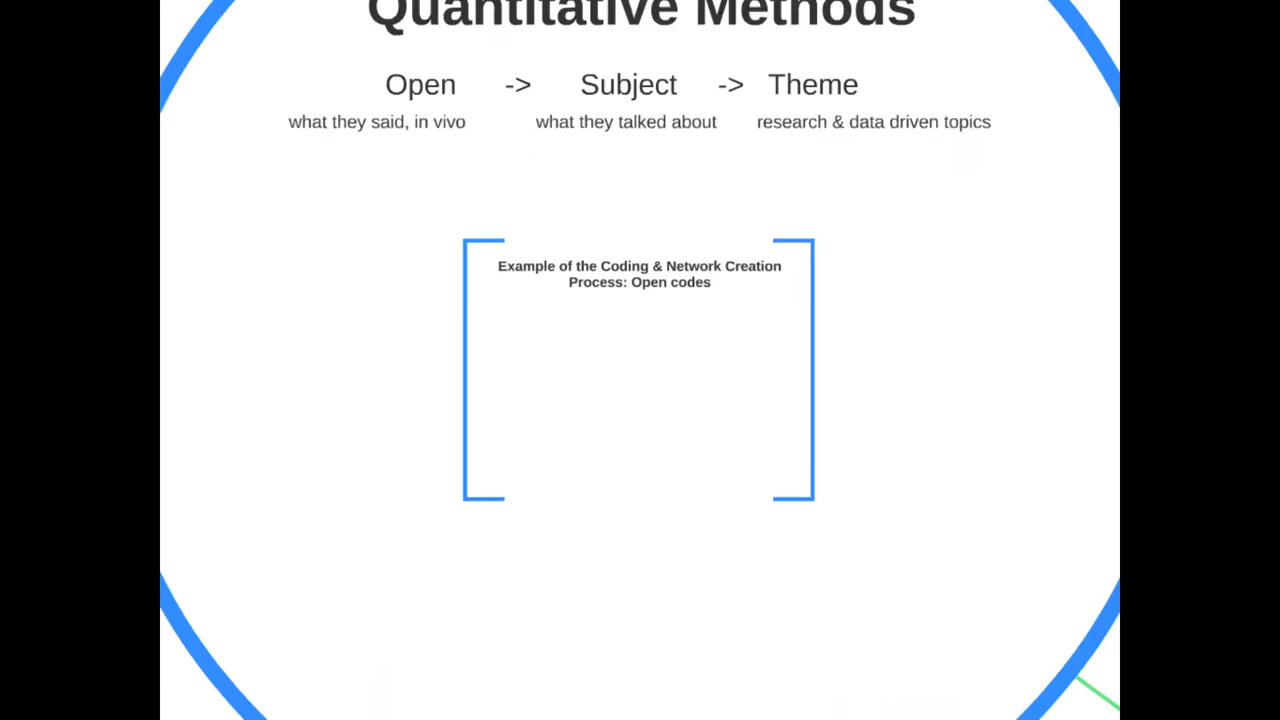 Quantitative Methods
Open -> Subject -> Theme
what they said, in vivo what they talked about research & data driven topics
Example of the Coding & Network Creation
Process: Open codes